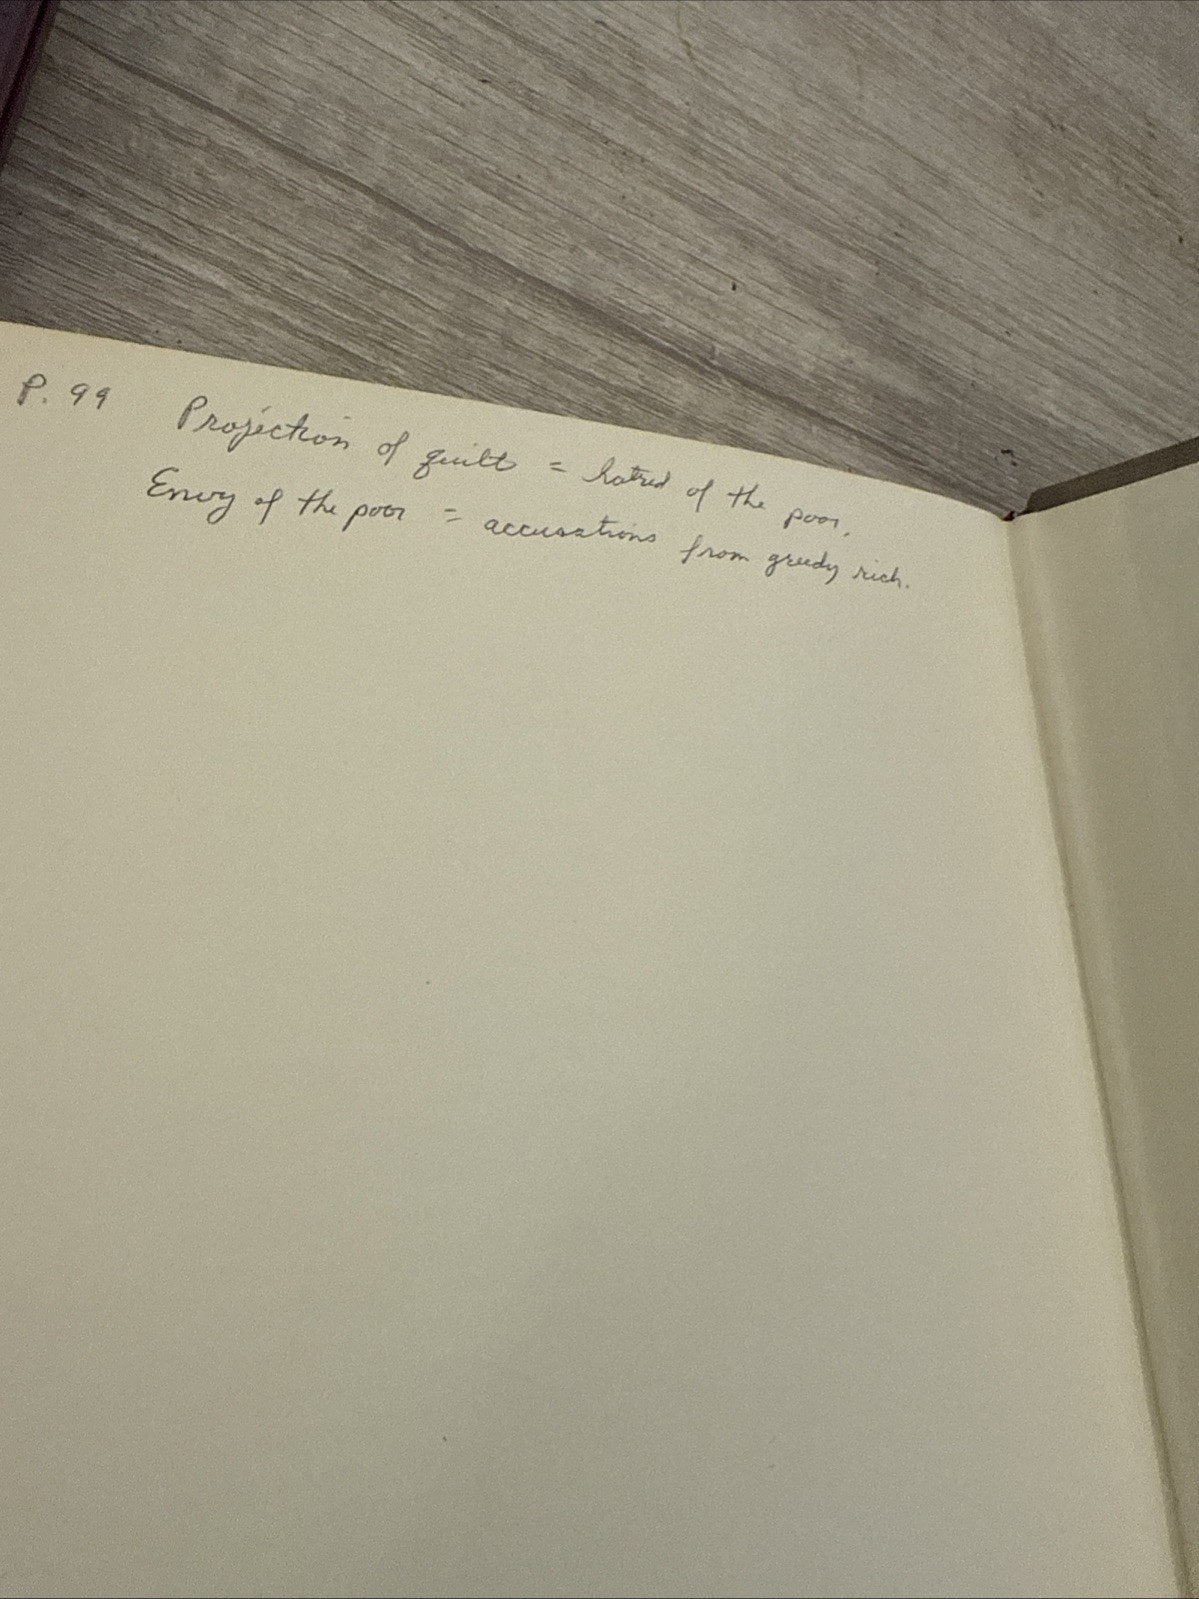 P. 99 Projection of guilt = hatred of the poor.
Envy of the poor = accusations from greedy rich.